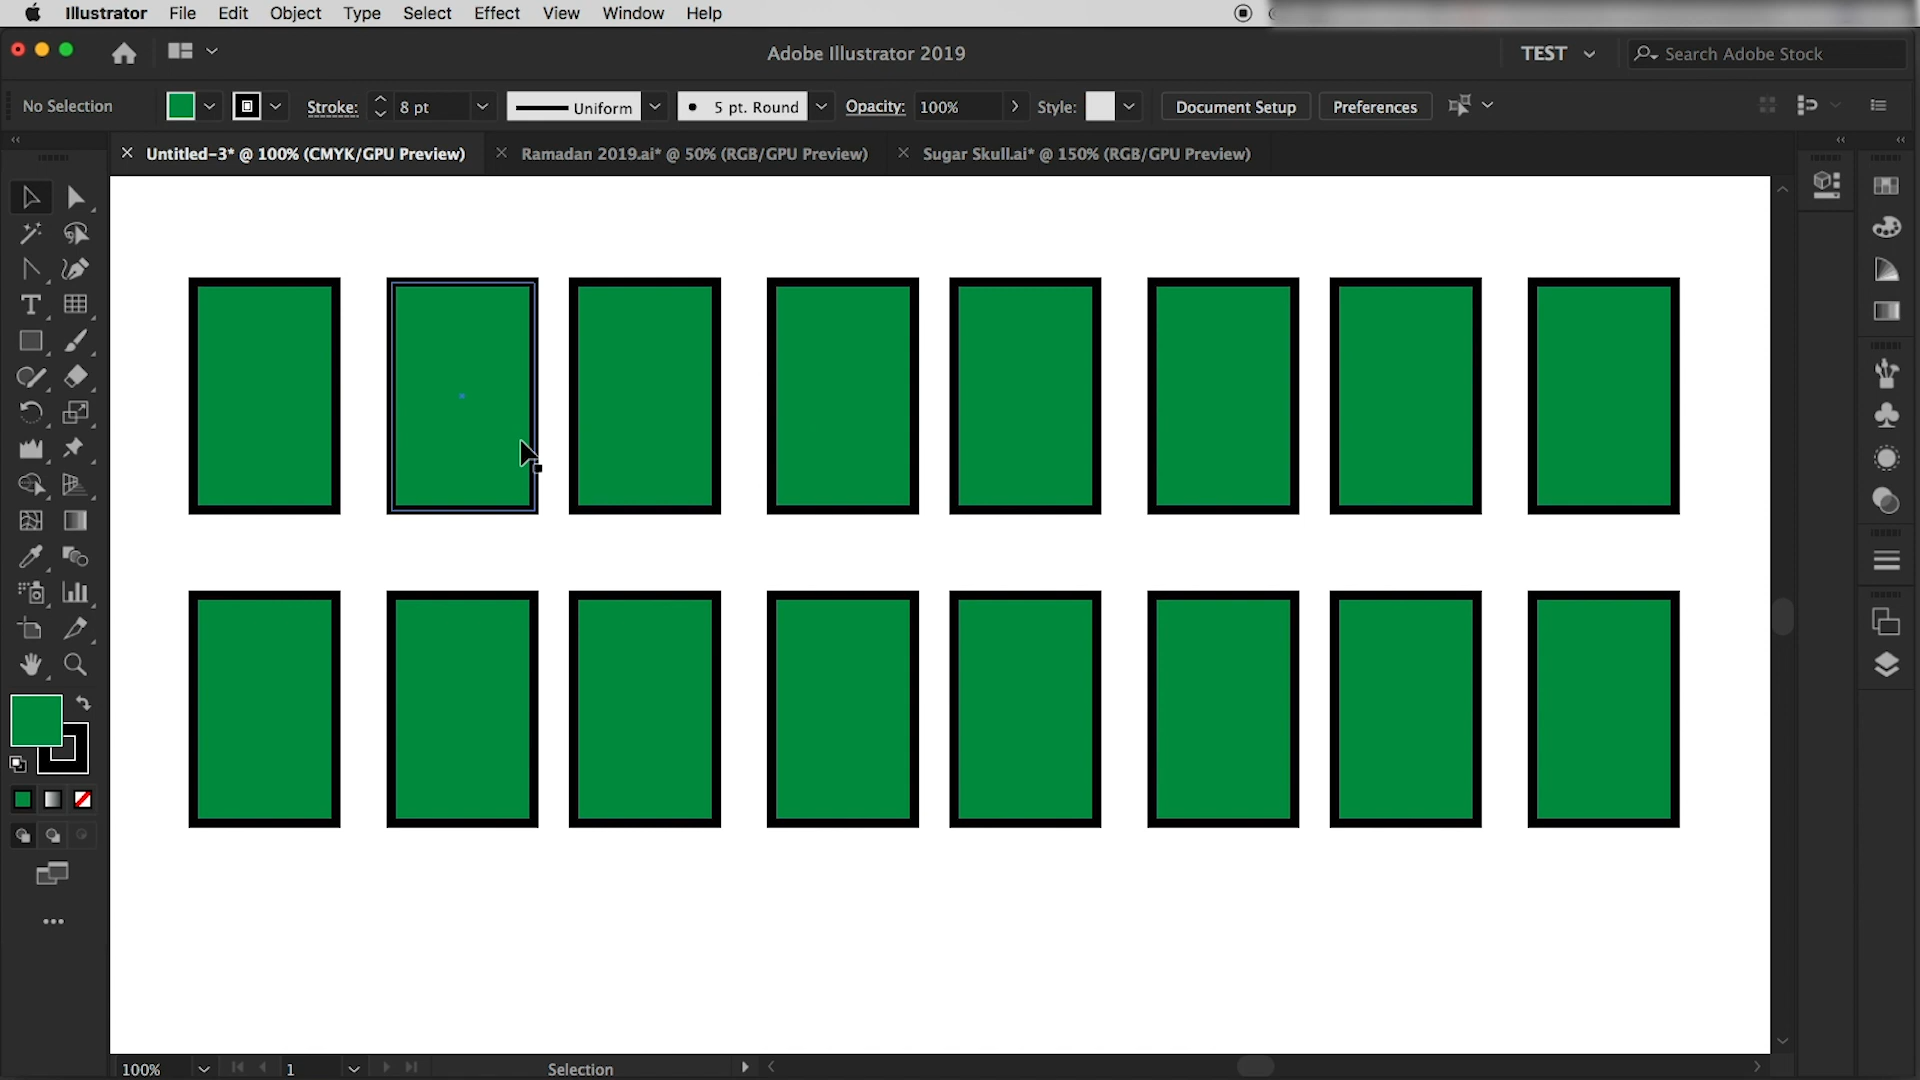 Illustrator File Edit Object Type Select Effect View Window Help
Adobe Illustrator 2019
TEST
Search Adobe Stock
No Selection
Stroke:
8 pt
Uniform
5 pt. Round
Opacity:
100%
Style:
Document Setup
Preferences
Untitled-3* @ 100% (CMYK/GPU Preview)
Ramadan 2019.ai* @ 50% (RGB/GPU Preview)
Sugar Skull.ai* @ 150% (RGB/GPU Preview)
100%
1
Selection